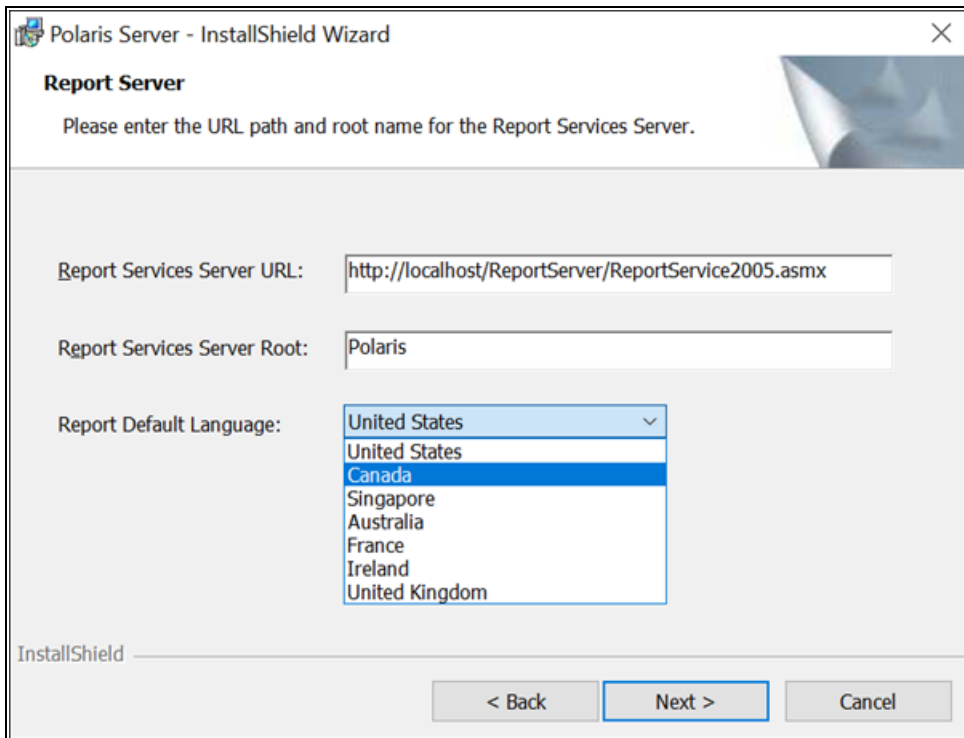 Polaris Server - InstallShield Wizard
Report Server
Please enter the URL path and root name for the Report Services Server.
Report Services Server URL: http://localhost/ReportServer/ReportService2005.asmx
Report Services Server Root: Polaris
Report Default Language: United States
United States
Canada
Singapore
Australia
France
Ireland
United Kingdom
InstallShield
< Back Next > Cancel